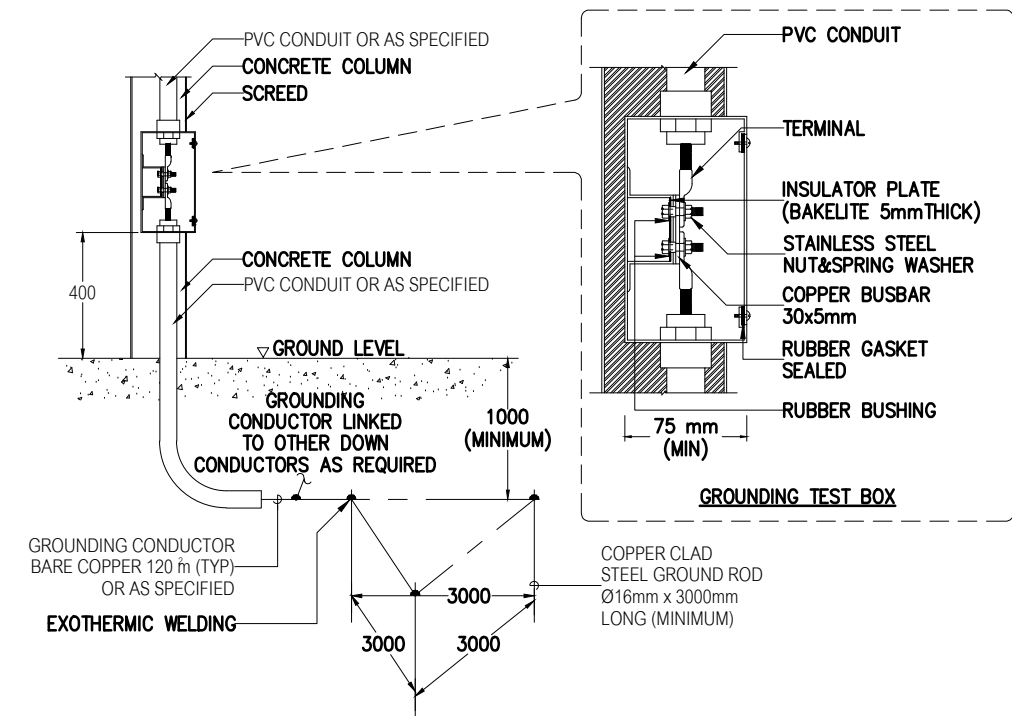 PVC CONDUIT OR AS SPECIFIED
CONCRETE COLUMN
SCREED
400
CONCRETE COLUMN
PVC CONDUIT OR AS SPECIFIED
GROUND LEVEL
GROUNDING
CONDUCTOR LINKED
TO OTHER DOWN
CONDUCTORS AS REQUIRED
1000
(MINIMUM)
GROUNDING CONDUCTOR
BARE COPPER 120 m² (TYP)
OR AS SPECIFIED
EXOTHERMIC WELDING
3000
3000
3000
COPPER CLAD
STEEL GROUND ROD
Ø16mm x 3000mm
LONG (MINIMUM)
PVC CONDUIT
TERMINAL
INSULATOR PLATE
(BAKELITE 5mmTHICK)
STAINLESS STEEL
NUT&SPRING WASHER
COPPER BUSBAR
30x5mm
RUBBER GASKET
SEALED
RUBBER BUSHING
75 mm
(MIN)
GROUNDING TEST BOX